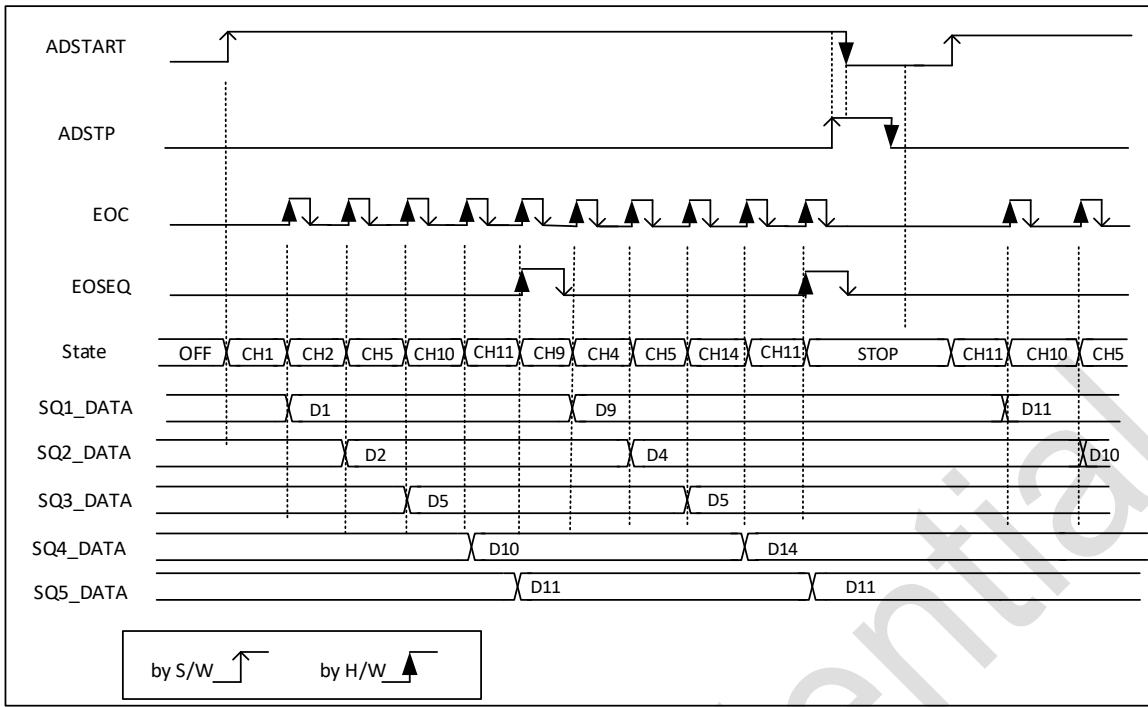 ADSTART
ADSTP
EOC
EOSEQ
State OFF CH1 CH2 CH5 CH10 CH11 CH9 CH4 CH5 CH14 CH11 STOP CH11 CH10 CH5
SQ1_DATA D1 D9 D11
SQ2_DATA D2 D4 D10
SQ3_DATA D5 D5
SQ4_DATA D10 D14
SQ5_DATA D11 D11
by S/W by H/W